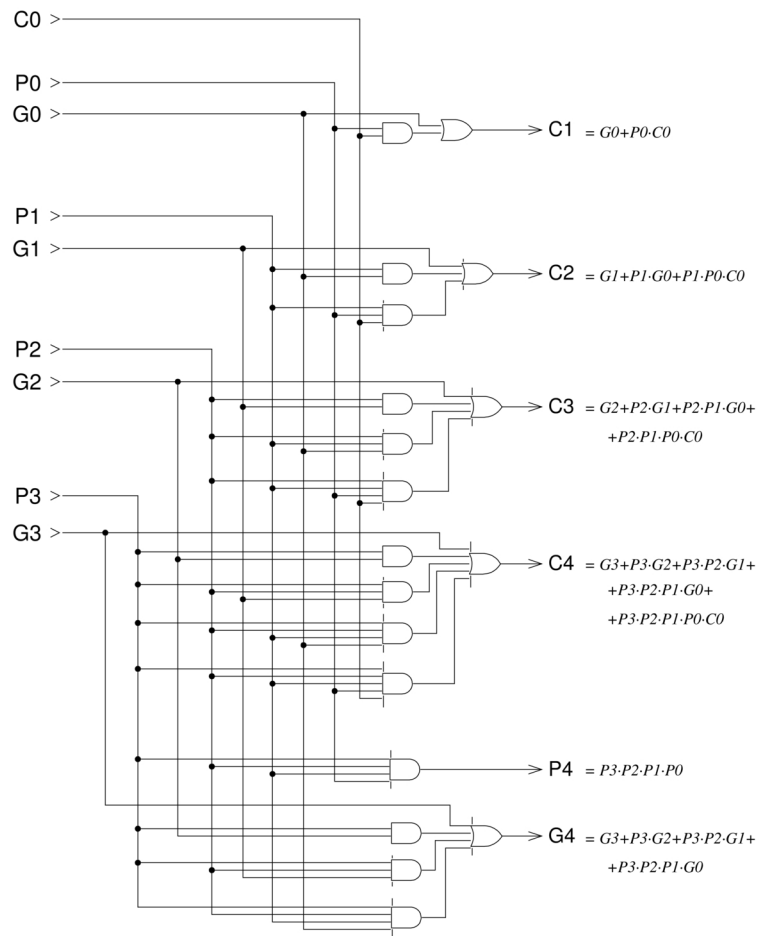 C0 >
P0 >
G0 >
C1 = G0+P0·C0
P1 >
G1 >
C2 = G1+P1·G0+P1·P0·C0
P2 >
G2 >
C3 = G2+P2·G1+P2·P1·G0+
+P2·P1·P0·C0
P3 >
G3 >
C4 = G3+P3·G2+P3·P2·G1+
+P3·P2·P1·G0+
+P3·P2·P1·P0·C0
P4 = P3·P2·P1·P0
G4 = G3+P3·G2+P3·P2·G1+
+P3·P2·P1·G0